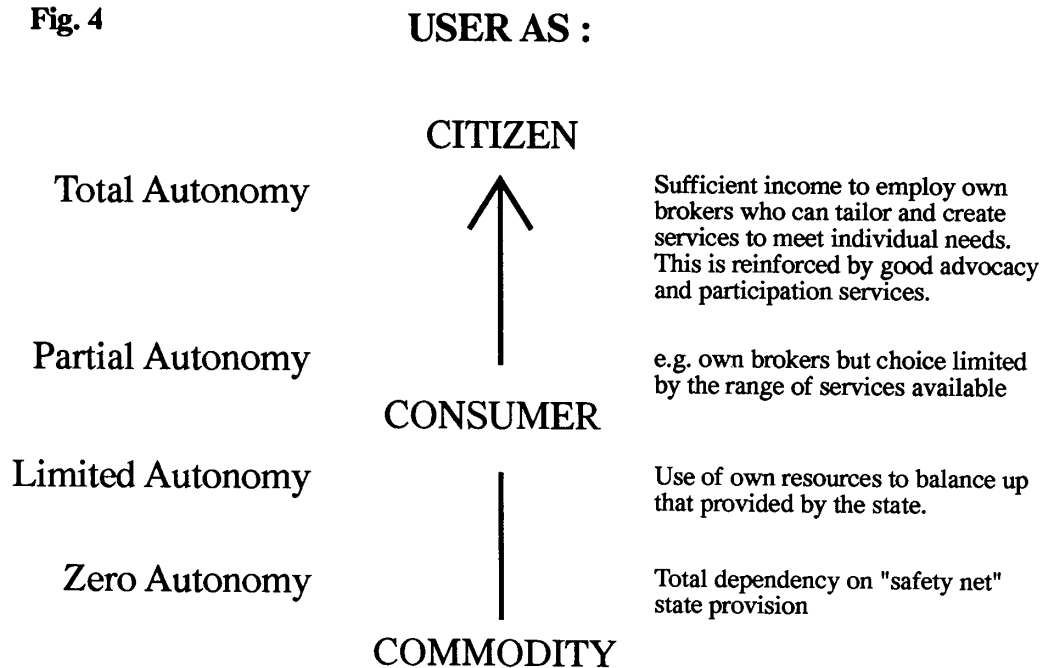 Fig. 4
USER AS :
CITIZEN
Total Autonomy
Sufficient income to employ own
brokers who can tailor and create
services to meet individual needs.
This is reinforced by good advocacy
and participation services.
Partial Autonomy
e.g. own brokers but choice limited
by the range of services available
CONSUMER
Limited Autonomy
Use of own resources to balance up
that provided by the state.
Zero Autonomy
Total dependency on "safety net"
state provision
COMMODITY